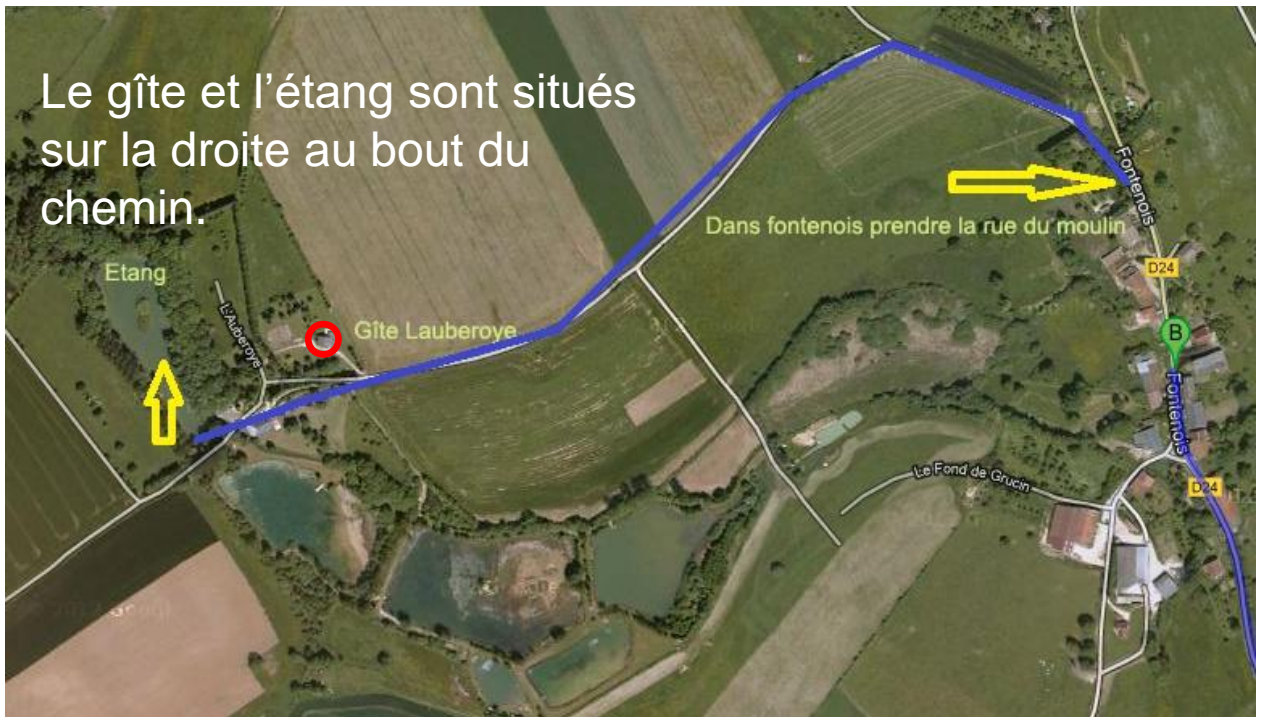 Le gîte et l’étang sont situés
sur la droite au bout du
chemin.
Fontenois
Dans fontenois prendre la rue du moulin
D24
Etang
L'Auberoye
Gîte Lauberoye
B
Fontenois
Le Fond de Grucin
D24